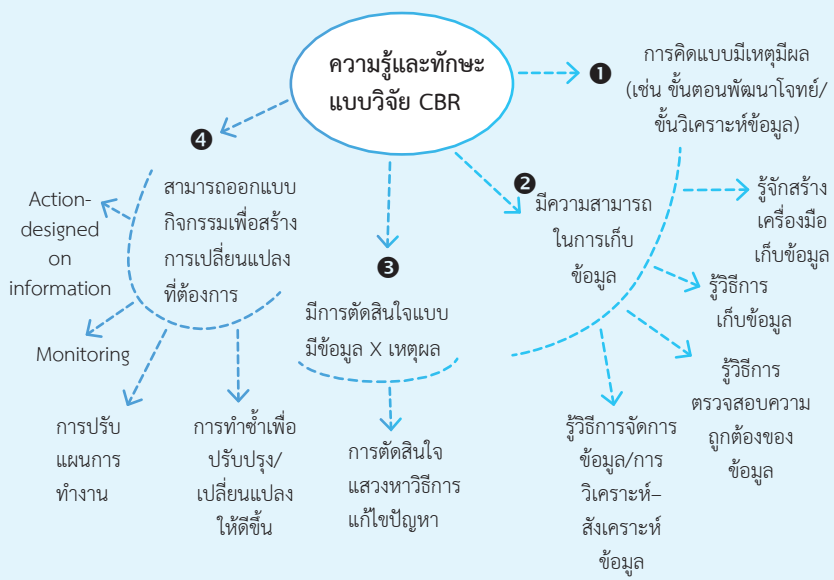 ความรู้และทักษะ
แบบวิจัย CBR
❶
การคิดแบบมีเหตุมีผล
(เช่น ขั้นตอนพัฒนาโจทย์/
ขั้นวิเคราะห์ข้อมูล)
❷
มีความสามารถ
ในการเก็บ
ข้อมูล
รู้จักสร้าง
เครื่องมือ
เก็บข้อมูล
รู้วิธีการ
เก็บข้อมูล
รู้วิธีการ
ตรวจสอบความ
ถูกต้องของ
ข้อมูล
รู้วิธีการจัดการ
ข้อมูล/การ
วิเคราะห์–
สังเคราะห์
ข้อมูล
❸
มีการตัดสินใจแบบ
มีข้อมูล X เหตุผล
การตัดสินใจ
แสวงหาวิธีการ
แก้ไขปัญหา
❹
สามารถออกแบบ
กิจกรรมเพื่อสร้าง
การเปลี่ยนแปลง
ที่ต้องการ
Action-
designed
on
information
Monitoring
การปรับ
แผนการ
ทำงาน
การทำซ้ำเพื่อ
ปรับปรุง/
เปลี่ยนแปลง
ให้ดีขึ้น